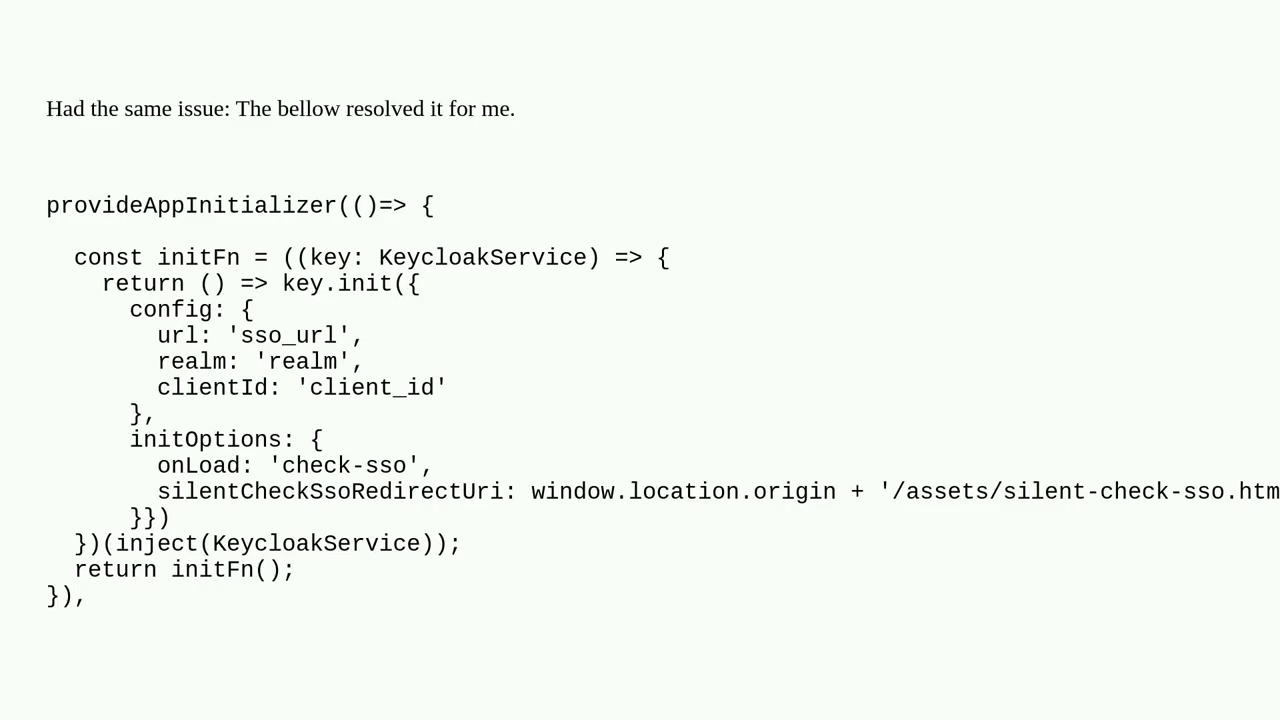 Had the same issue: The bellow resolved it for me.
provideAppInitializer(()=> {
  const initFn = ((key: KeycloakService) => {
    return () => key.init({
      config: {
        url: 'sso_url',
        realm: 'realm',
        clientId: 'client_id'
      },
      initOptions: {
        onLoad: 'check-sso',
        silentCheckSsoRedirectUri: window.location.origin + '/assets/silent-check-sso.htm
      }})
  })(inject(KeycloakService));
  return initFn();
}),